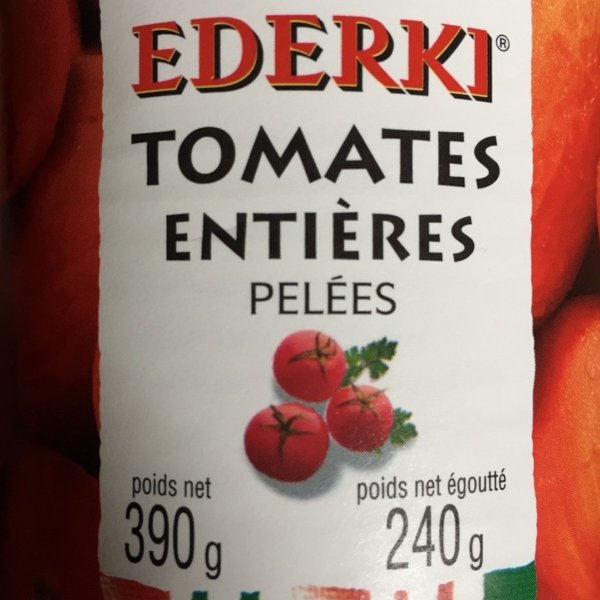 EDERKI®
TOMATES
ENTIÈRES
PELÉES
poids net
390 g
poids net égoutté
240 g